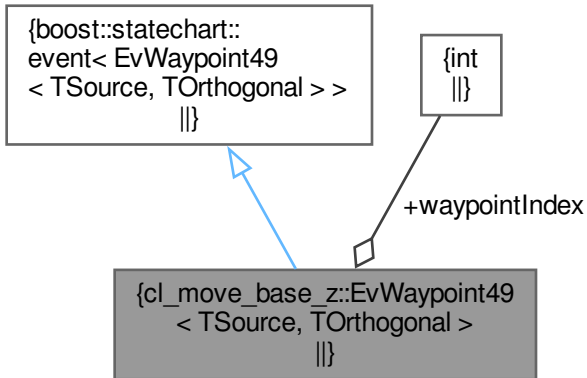 {boost::statechart::
event< EvWaypoint49
< TSource, TOrthogonal > >
||}
{int
||}
+waypointIndex
{cl_move_base_z::EvWaypoint49
< TSource, TOrthogonal >
||}